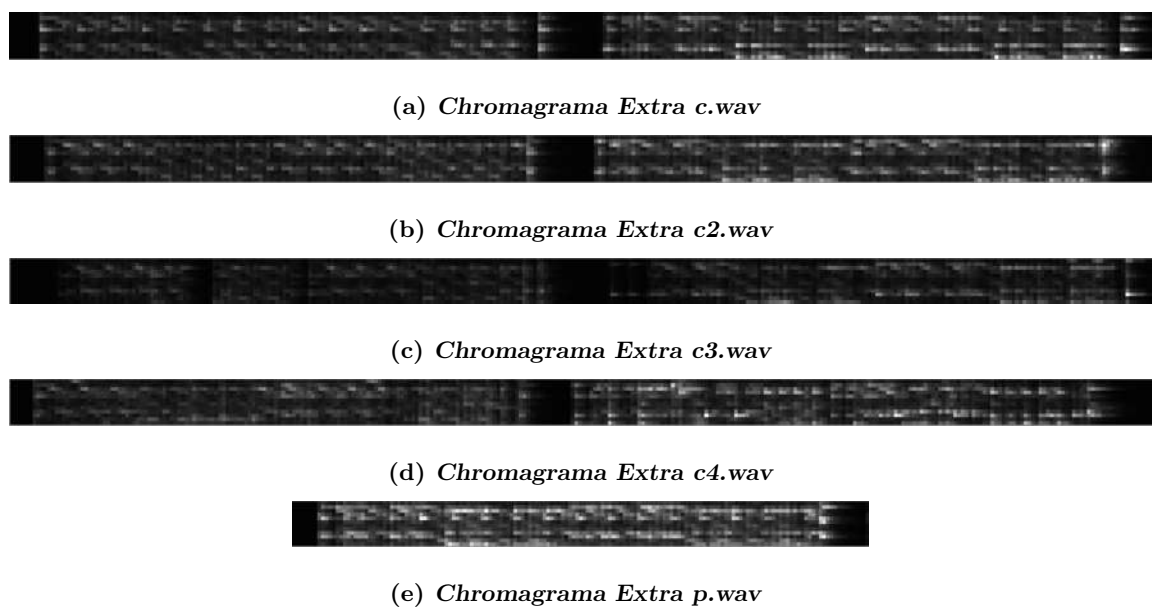 (a) Chromagrama Extra c.wav
(b) Chromagrama Extra c2.wav
(c) Chromagrama Extra c3.wav
(d) Chromagrama Extra c4.wav
(e) Chromagrama Extra p.wav